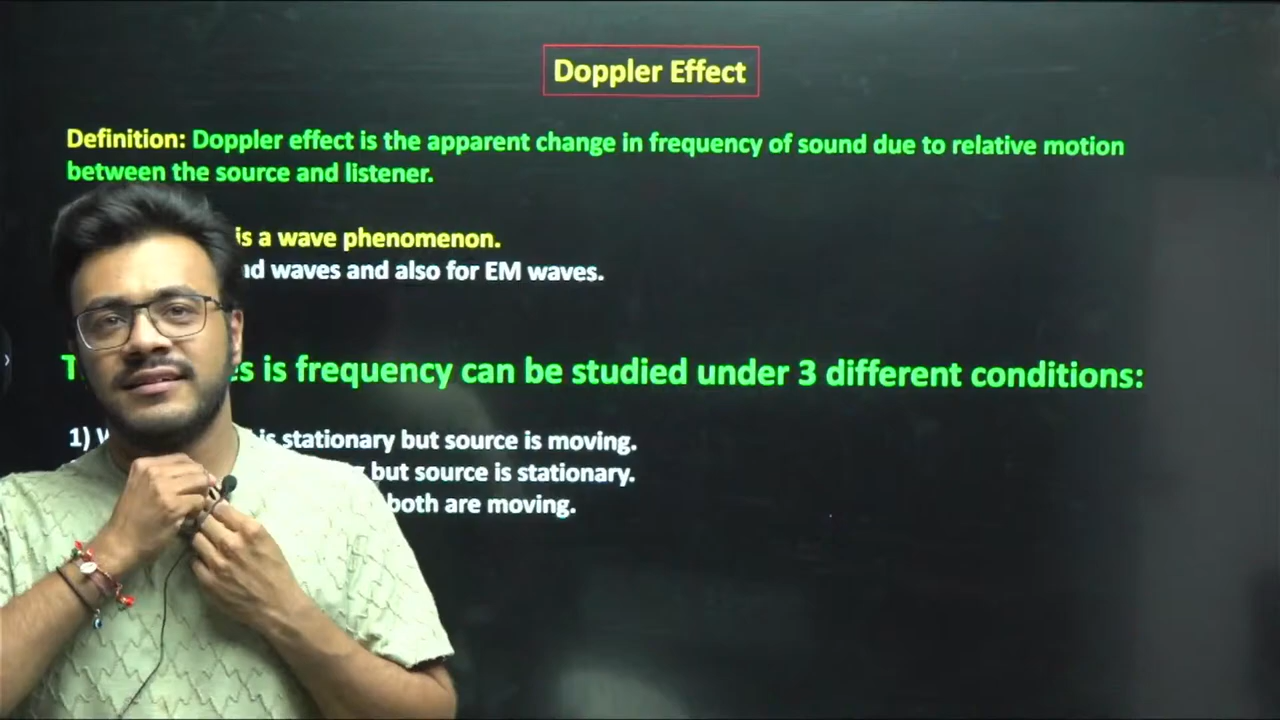 Doppler Effect
Definition: Doppler effect is the apparent change in frequency of sound due to relative motion
between the source and listener.
is a wave phenomenon.
waves and also for EM waves.
is frequency can be studied under 3 different conditions:
1) is stationary but source is moving.
but source is stationary.
both are moving.